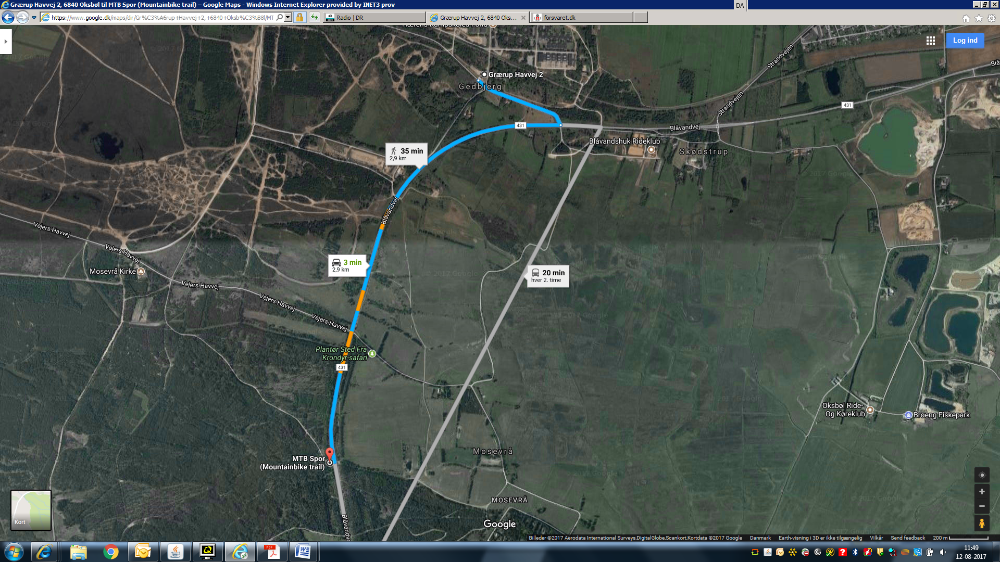 Grærup Havvej 2, 6840 Oksbøl til MTB Spor (Mountainbike trail) – Google Maps - Windows Internet Explorer provided by INET3 prov
DA
https://www.google.dk/maps/dir/Gr%C3%A6rup+Havvej+2,+6840+Oksb%C3%B8l/MT
Radio | DR
Grærup Havvej 2, 6840 Oks...
forsvaret.dk
Log ind
Hærens Kampskoles Fond
Grærup Havvej 2
Gedbjerg
Strandvejen
Strandvejen
431
431
Blåvandvej
Blåvandshuk Rideklub
Skødstrup
35 min
2,9 km
Blåvandvej
Vejers Havvej
Vejers Havvej
3 min
2,9 km
Mosevrå Kirke
20 min
hver 2. time
Vejers Havvej
Vejers Havvej
Vejers Havvej
Plantør Sted Fra
Krondyr-safari
431
Oksbøl Ride-
Og Køreklub
Broeng Fiskepark
MTB Spor
(Mountainbike trail)
Mosevrå
MOSEVRÅ
Kort
Google
Billeder ©2017 Aerodata International Surveys,DigitalGlobe,Scankort,Kortdata ©2017 Google
Danmark
Earth-visning i 3D er ikke tilgængelig
Vilkår
Send feedback
200 m
11:49
12-08-2017